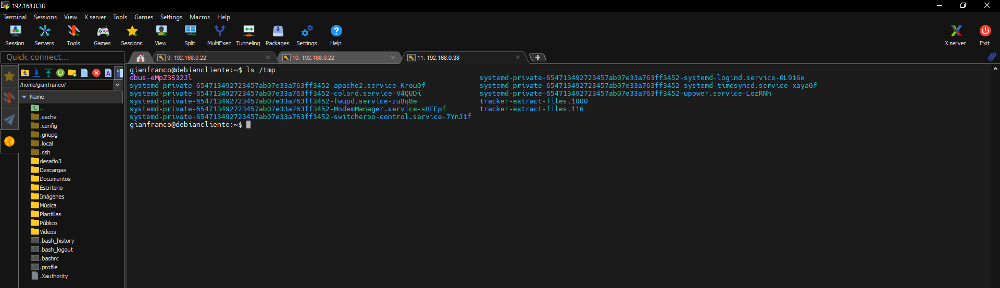 192.168.0.38
Terminal Sessions View X server Tools Games Settings Macros Help
Session Servers Tools Games Sessions View Split MultiExec Tunneling Packages Settings Help X server Exit
Quick connect... 9. 192.168.0.22 10. 192.168.0.22 11. 192.168.0.38
/home/gianfranco/
Name
..
.cache
.config
.gnupg
.local
.ssh
desafio3
Descargas
Documentos
Escritorio
Imágenes
Música
Plantillas
Público
Vídeos
.bash_history
.bash_logout
.bashrc
.profile
.Xauthority
gianfranco@debiancliente:~$ ls /tmp
dbus-eMpZ3S32Jl systemd-private-654713492723457ab07e33a763ff3452-systemd-logind.service-0L916e
systemd-private-654713492723457ab07e33a763ff3452-apache2.service-Krou0f systemd-private-654713492723457ab07e33a763ff3452-systemd-timesyncd.service-xayaGf
systemd-private-654713492723457ab07e33a763ff3452-colord.service-V4QUDi systemd-private-654713492723457ab07e33a763ff3452-upower.service-LozRNh
systemd-private-654713492723457ab07e33a763ff3452-fwupd.service-zu8q8e tracker-extract-files.1000
systemd-private-654713492723457ab07e33a763ff3452-ModemManager.service-sHFEpf tracker-extract-files.116
systemd-private-654713492723457ab07e33a763ff3452-switcheroo-control.service-7YnJ1f
gianfranco@debiancliente:~$